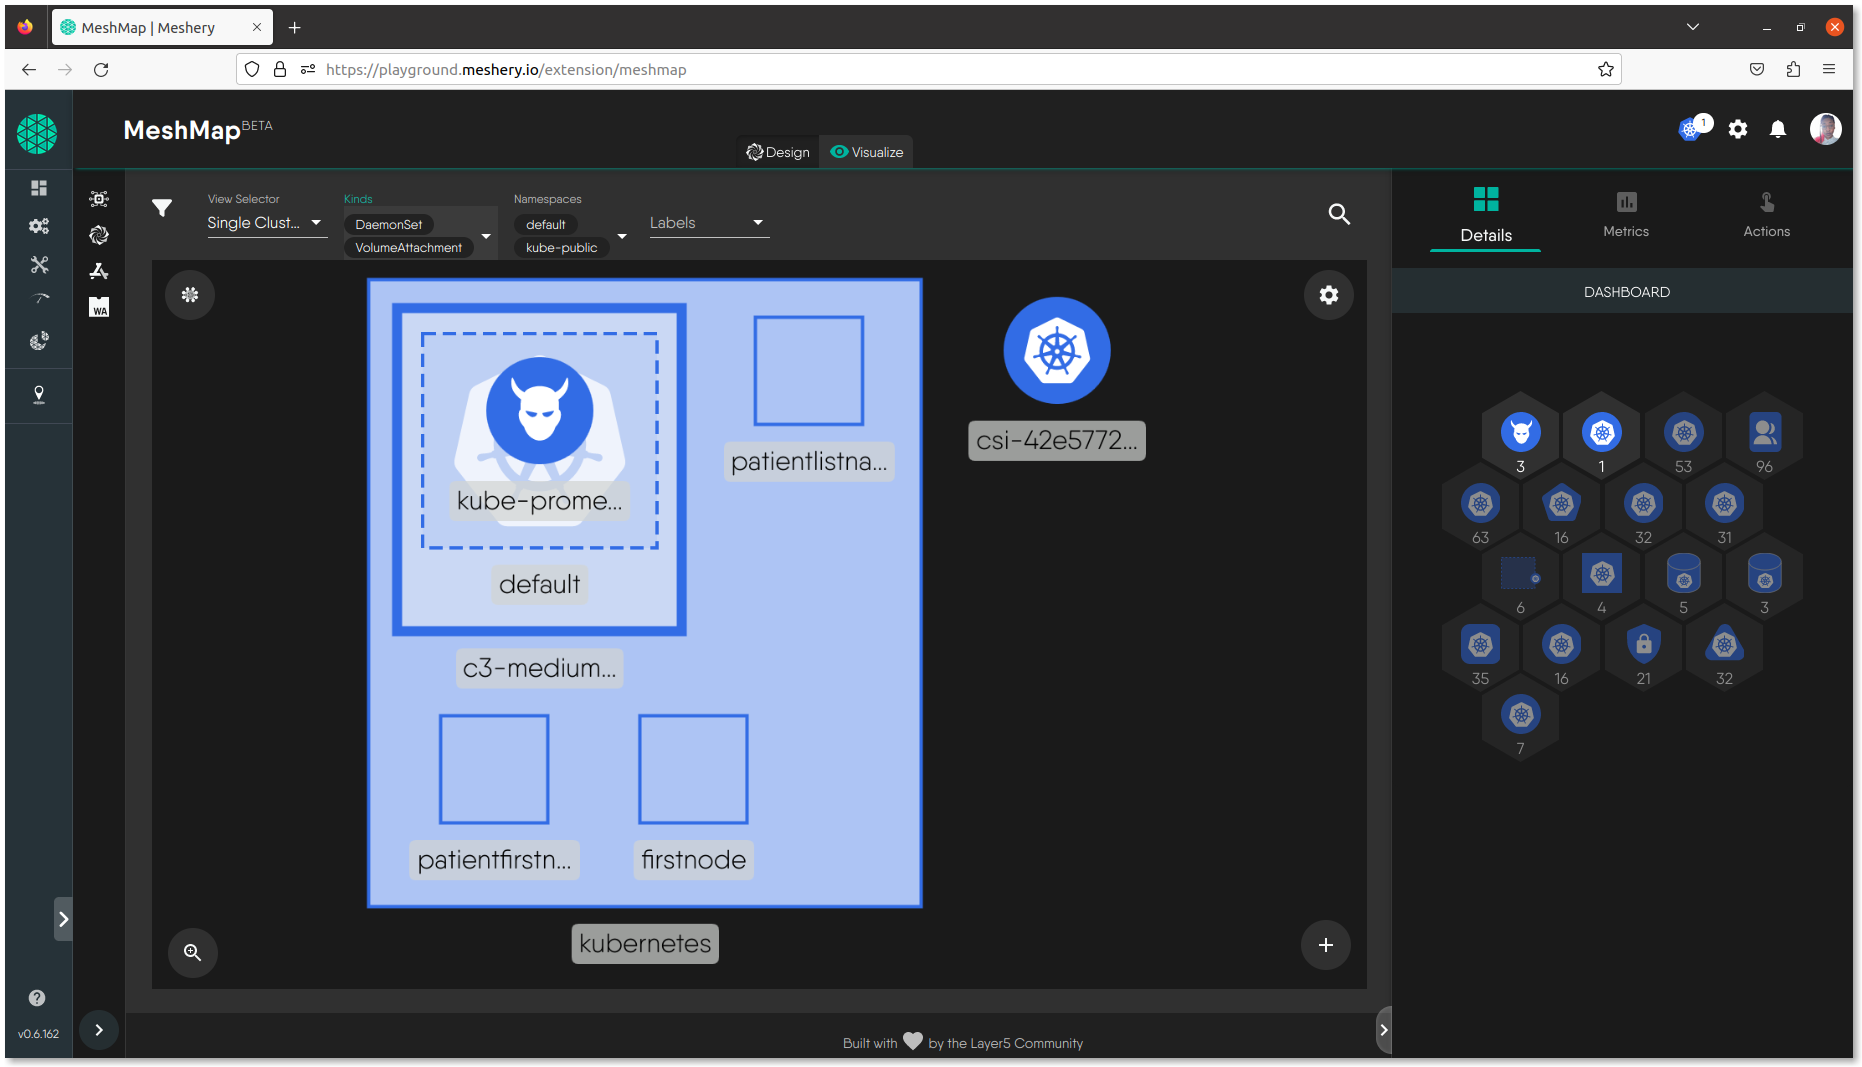 MeshMap | Meshery
https://playground.meshery.io/extension/meshmap
MeshMap BETA
1
Design
Visualize
View Selector
Single Clust...
Kinds
DaemonSet
VolumeAttachment
Namespaces
default
kube-public
Labels
Details
Metrics
Actions
DASHBOARD
WA
kube-prome...
default
c3-medium...
patientlistna...
csi-42e5772...
patientfirstn...
firstnode
kubernetes
3
1
53
96
63
16
32
31
6
4
5
3
35
16
21
32
7
v0.6.162
Built with by the Layer5 Community